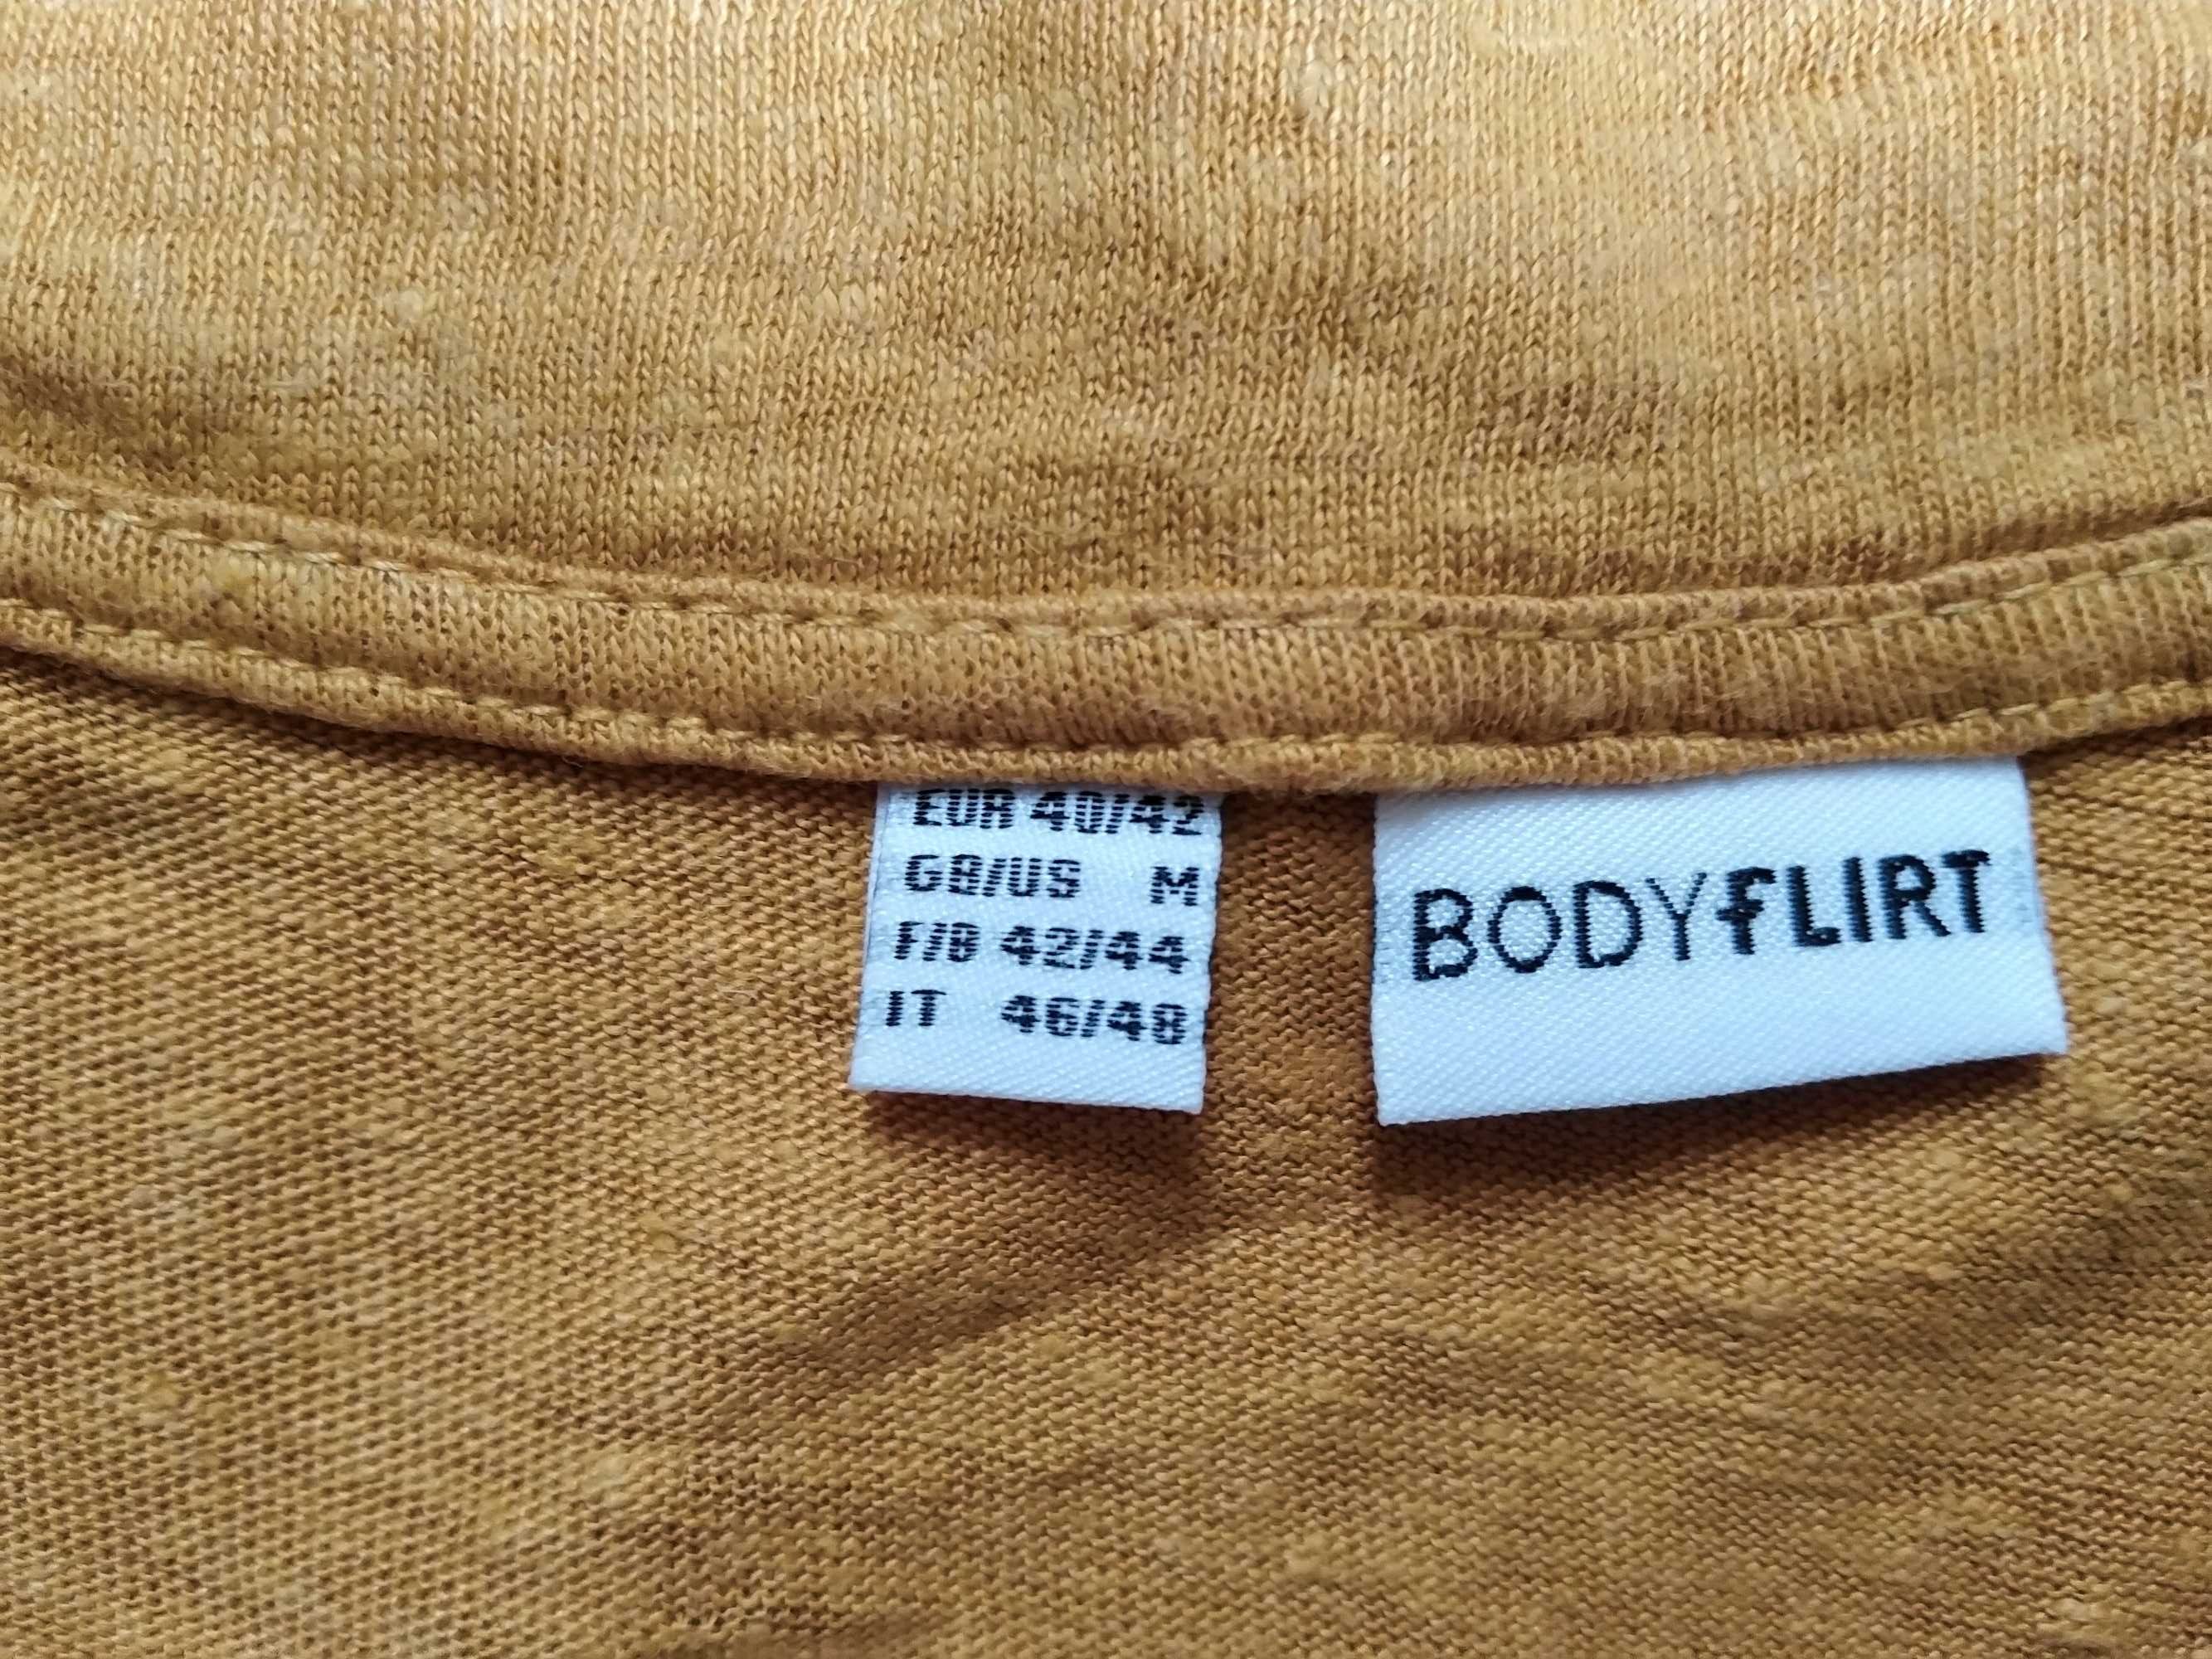 EUR 40/42
GB/US M
F/B 42/44
IT 46/48
BODYFLIRT